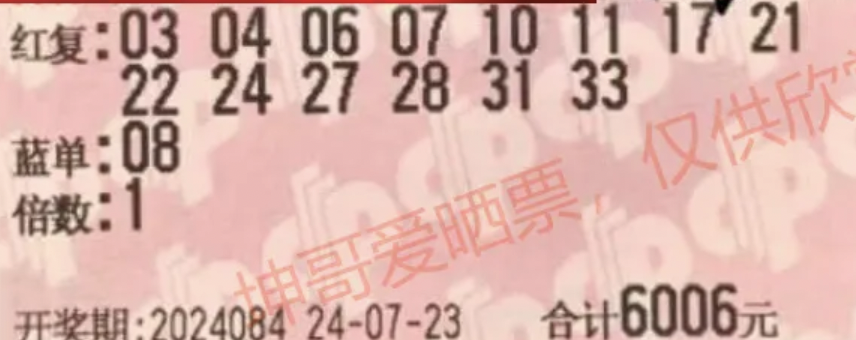 红复:03 04 06 07 10 11 17 21
22 24 27 28 31 33
蓝单:08
倍数:1
坤哥爱晒票，仅供欣
开奖期:2024084 24-07-23 合计6006元